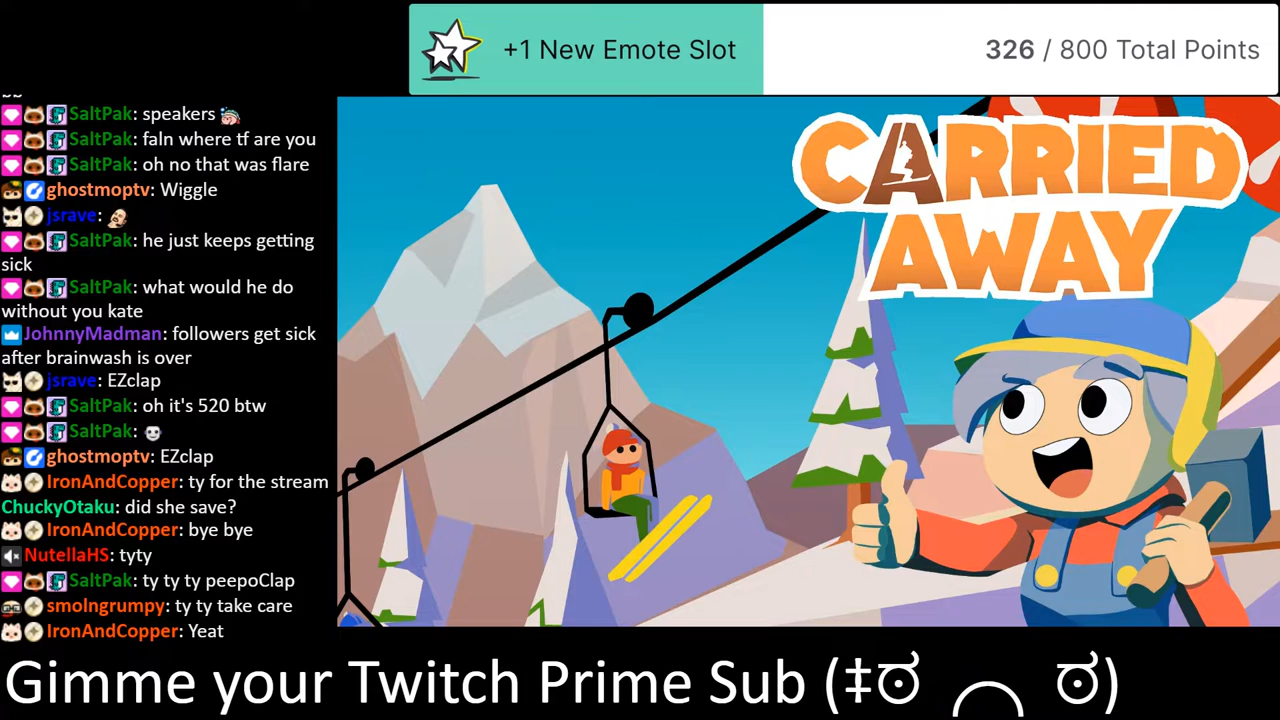 +1 New Emote Slot
326 / 800 Total Points
SaltPak: speakers
SaltPak: faln where tf are you
SaltPak: oh no that was flare
ghostmoptv: Wiggle
jsrave:
SaltPak: he just keeps getting
sick
SaltPak: what would he do
without you kate
JohnnyMadman: followers get sick
after brainwash is over
jsrave: EZclap
SaltPak: oh it's 520 btw
SaltPak:
ghostmoptv: EZclap
IronAndCopper: ty for the stream
ChuckyOtaku: did she save?
IronAndCopper: bye bye
NutellaHS: tyty
SaltPak: ty ty ty peepoClap
smolngrumpy: ty ty take care
IronAndCopper: Yeat
CARRIED
AWAY
Gimme your Twitch Prime Sub (‡ಠ ╭╮ ಠ)